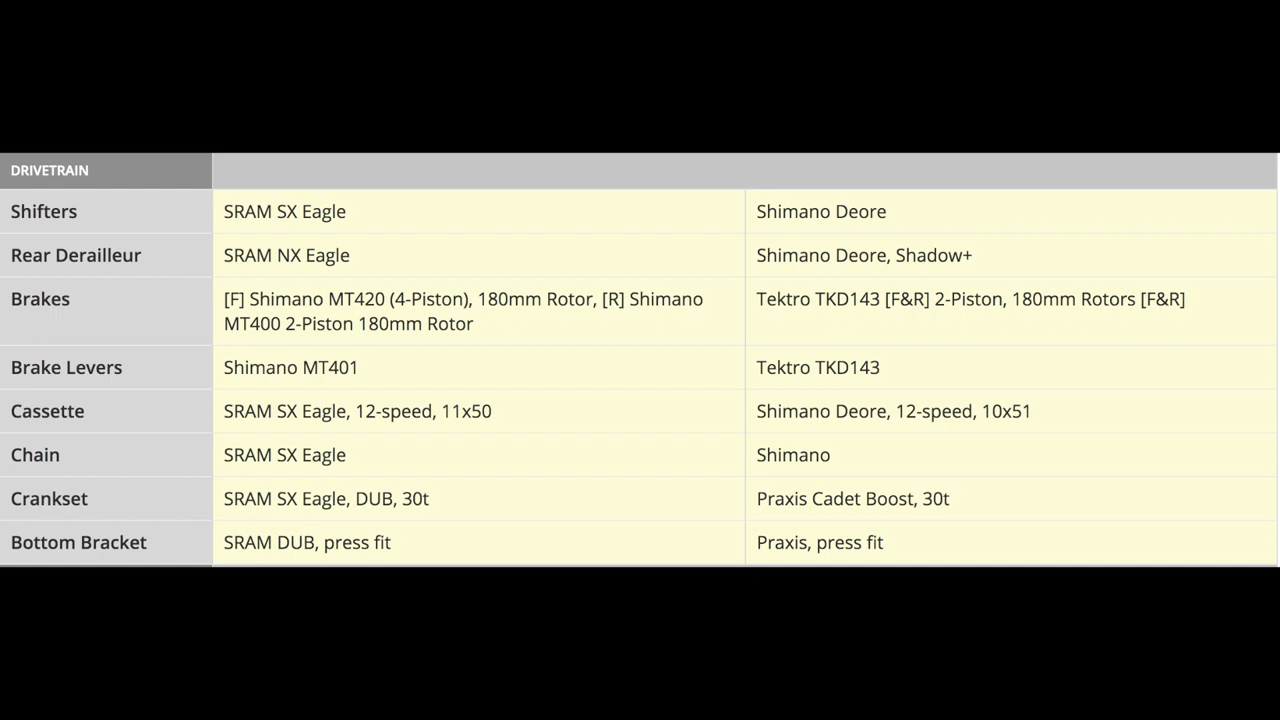 DRIVETRAIN
Shifters SRAM SX Eagle Shimano Deore
Rear Derailleur SRAM NX Eagle Shimano Deore, Shadow+
Brakes [F] Shimano MT420 (4-Piston), 180mm Rotor, [R] Shimano Tektro TKD143 [F&R] 2-Piston, 180mm Rotors [F&R]
MT400 2-Piston 180mm Rotor
Brake Levers Shimano MT401 Tektro TKD143
Cassette SRAM SX Eagle, 12-speed, 11x50 Shimano Deore, 12-speed, 10x51
Chain SRAM SX Eagle Shimano
Crankset SRAM SX Eagle, DUB, 30t Praxis Cadet Boost, 30t
Bottom Bracket SRAM DUB, press fit Praxis, press fit